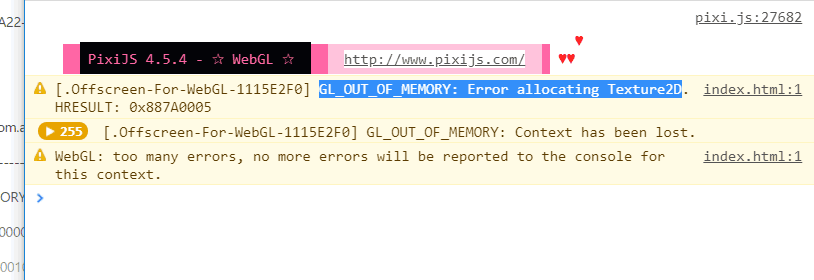 A22-
pixi.js:27682
PixiJS 4.5.4 - ☆ WebGL ☆ http://www.pixijs.com/ ♥♥♥
[.Offscreen-For-WebGL-1115E2F0] GL_OUT_OF_MEMORY: Error allocating Texture2D. index.html:1
HRESULT: 0x887A0005
om.a
255 [.Offscreen-For-WebGL-1115E2F0] GL_OUT_OF_MEMORY: Context has been lost.
WebGL: too many errors, no more errors will be reported to the console for index.html:1
this context.
ORY
0000
0010